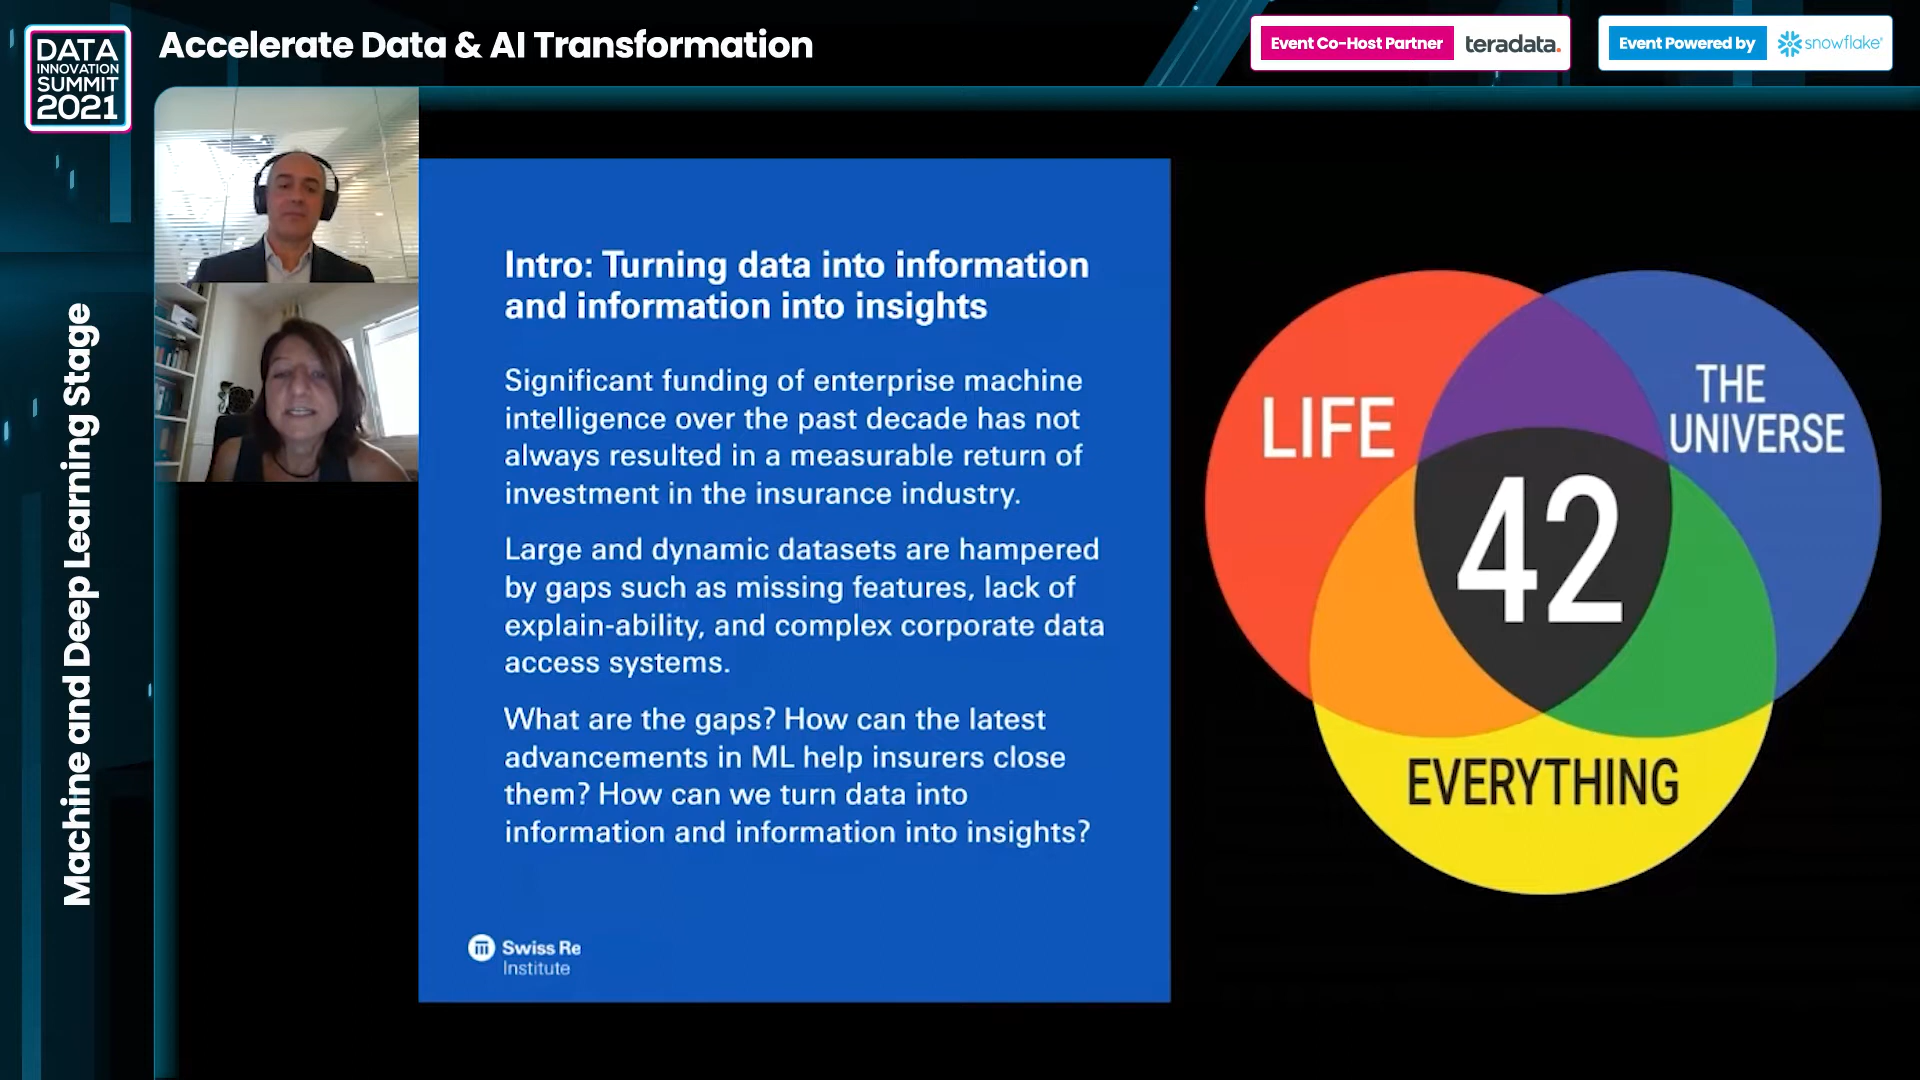 DATA
INNOVATION
SUMMIT
2021
Accelerate Data & AI Transformation
Event Co-Host Partner
teradata.
Event Powered by
snowflake®
Machine and Deep Learning Stage
Intro: Turning data into information
and information into insights
Significant funding of enterprise machine
intelligence over the past decade has not
always resulted in a measurable return of
investment in the insurance industry.
Large and dynamic datasets are hampered
by gaps such as missing features, lack of
explain-ability, and complex corporate data
access systems.
What are the gaps? How can the latest
advancements in ML help insurers close
them? How can we turn data into
information and information into insights?
Swiss Re
Institute
LIFE
THE
UNIVERSE
42
EVERYTHING